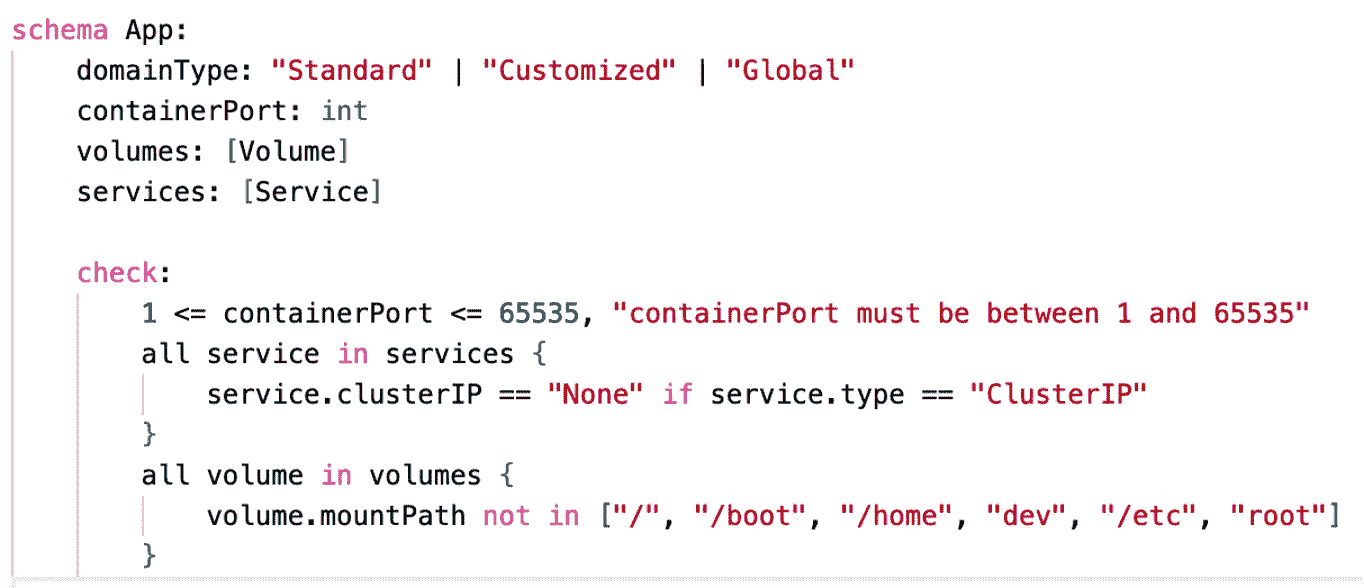 schema App:
    domainType: "Standard" | "Customized" | "Global"
    containerPort: int
    volumes: [Volume]
    services: [Service]

    check:
        1 <= containerPort <= 65535, "containerPort must be between 1 and 65535"
        all service in services {
            service.clusterIP == "None" if service.type == "ClusterIP"
        }
        all volume in volumes {
            volume.mountPath not in ["/", "/boot", "/home", "dev", "/etc", "root"]
        }